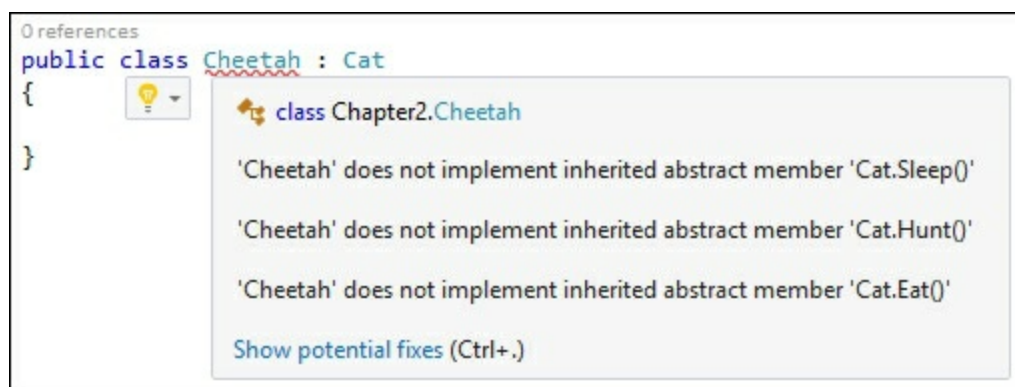 0 references
public class Cheetah : Cat
{
class Chapter2.Cheetah
'Cheetah' does not implement inherited abstract member 'Cat.Sleep()'
}
'Cheetah' does not implement inherited abstract member 'Cat.Hunt()'
'Cheetah' does not implement inherited abstract member 'Cat.Eat()'
Show potential fixes (Ctrl+.)